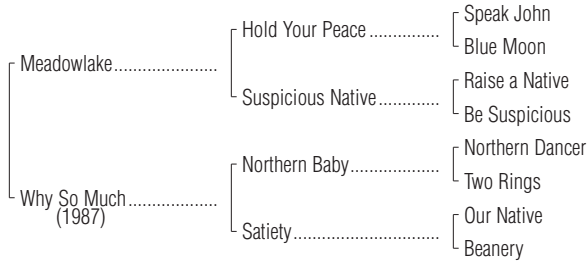 Speak John
Hold Your Peace ................
Blue Moon
Meadowlake........................
Raise a Native
Suspicious Native..............
Be Suspicious
Northern Dancer
Northern Baby.....................
Two Rings
Why So Much.....................
(1987)
Our Native
Satiety...................................
Beanery